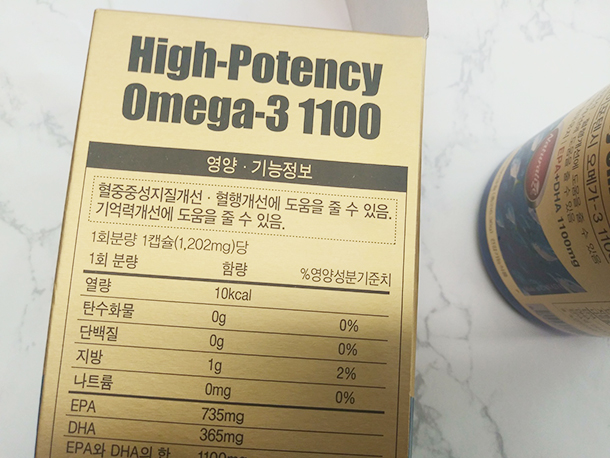 High-Potency
Omega-3 1100
영양 · 기능정보
혈중중성지질개선 · 혈행개선에 도움을 줄 수 있음.
기억력개선에 도움을 줄 수 있음.
1회분량 1캡슐(1,202mg)당
1회 분량 함량 %영양성분기준치
열량 10kcal
탄수화물 0g 0%
단백질 0g 0%
지방 1g 2%
나트륨 0mg 0%
EPA 735mg
DHA 365mg
EPA와 DHA의 합 1100mg
오메가-3
EPA+DHA 1100mg